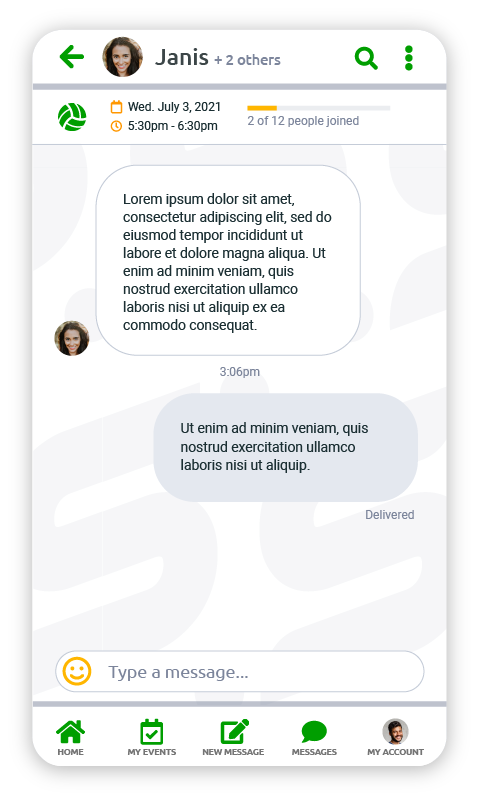 Janis + 2 others
Wed. July 3, 2021
5:30pm - 6:30pm
2 of 12 people joined
Lorem ipsum dolor sit amet,
consectetur adipiscing elit, sed do
eiusmod tempor incididunt ut
labore et dolore magna aliqua. Ut
enim ad minim veniam, quis
nostrud exercitation ullamco
laboris nisi ut aliquip ex ea
commodo consequat.
3:06pm
Ut enim ad minim veniam, quis
nostrud exercitation ullamco
laboris nisi ut aliquip.
Delivered
Type a message...
HOME
MY EVENTS
NEW MESSAGE
MESSAGES
MY ACCOUNT